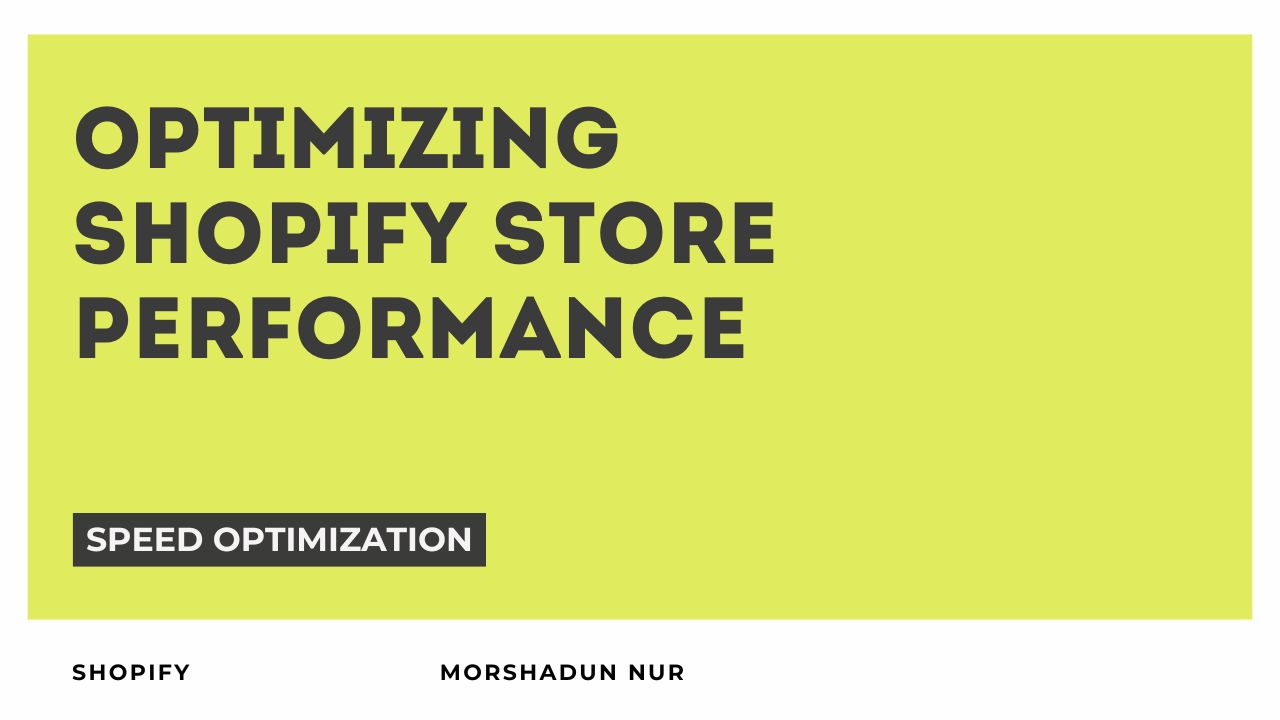 OPTIMIZING
SHOPIFY STORE
PERFORMANCE
SPEED OPTIMIZATION
SHOPIFY
MORSHADUN NUR